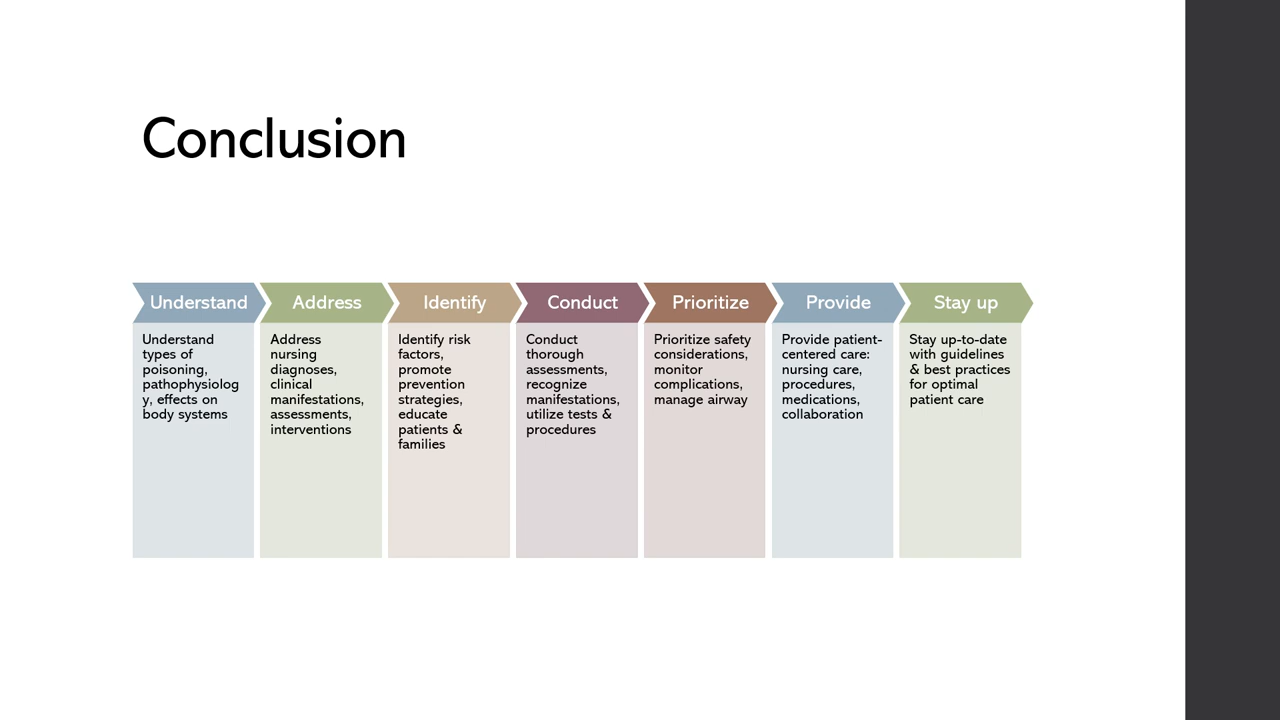 Conclusion
Understand
Understand
types of
poisoning,
pathophysiolog
y, effects on
body systems
Address
Address
nursing
diagnoses,
clinical
manifestations,
assessments,
interventions
Identify
Identify risk
factors,
promote
prevention
strategies,
educate
patients &
families
Conduct
Conduct
thorough
assessments,
recognize
manifestations,
utilize tests &
procedures
Prioritize
Prioritize safety
considerations,
monitor
complications,
manage airway
Provide
Provide patient-
centered care:
nursing care,
procedures,
medications,
collaboration
Stay up
Stay up-to-date
with guidelines
& best practices
for optimal
patient care